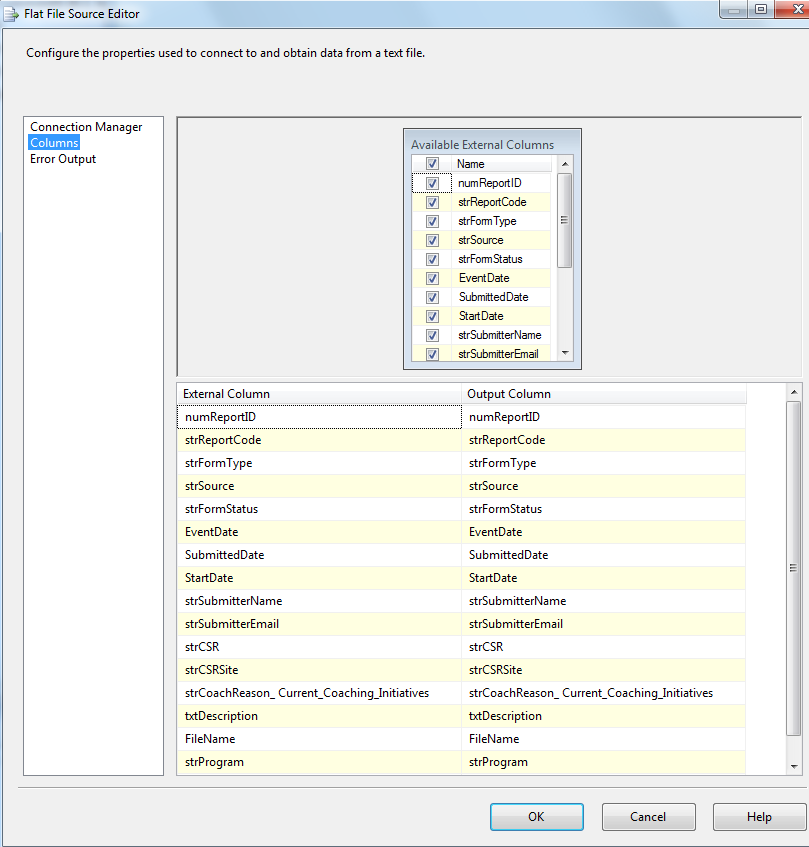 Flat File Source Editor
Configure the properties used to connect to and obtain data from a text file.
Connection Manager
Columns
Error Output
Available External Columns
Name
numReportID
strReportCode
strFormType
strSource
strFormStatus
EventDate
SubmittedDate
StartDate
strSubmitterName
strSubmitterEmail
External Column Output Column
numReportID numReportID
strReportCode strReportCode
strFormType strFormType
strSource strSource
strFormStatus strFormStatus
EventDate EventDate
SubmittedDate SubmittedDate
StartDate StartDate
strSubmitterName strSubmitterName
strSubmitterEmail strSubmitterEmail
strCSR strCSR
strCSRSite strCSRSite
strCoachReason_ Current_Coaching_Initiatives strCoachReason_ Current_Coaching_Initiatives
txtDescription txtDescription
FileName FileName
strProgram strProgram
OK Cancel Help